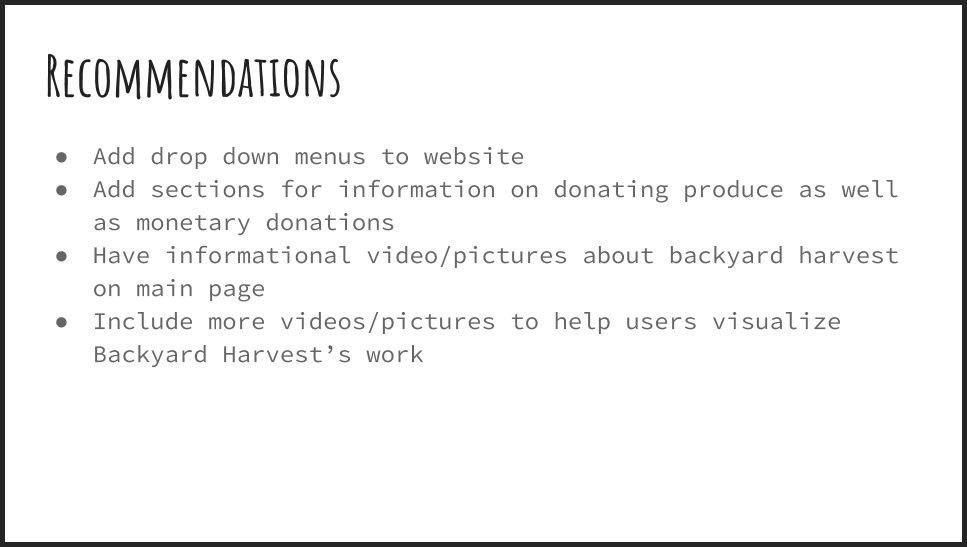 Recommendations
● Add drop down menus to website
● Add sections for information on donating produce as well
as monetary donations
● Have informational video/pictures about backyard harvest
on main page
● Include more videos/pictures to help users visualize
Backyard Harvest’s work